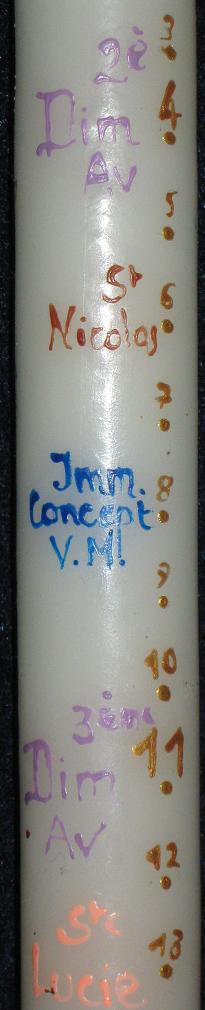 3
2è
Dim 4
Av
5
St
6
Nicolas
7
Imm.
8
Concept
V.M!
9
10
3ème
11
Dim
Av
12
Ste
13
Lucie